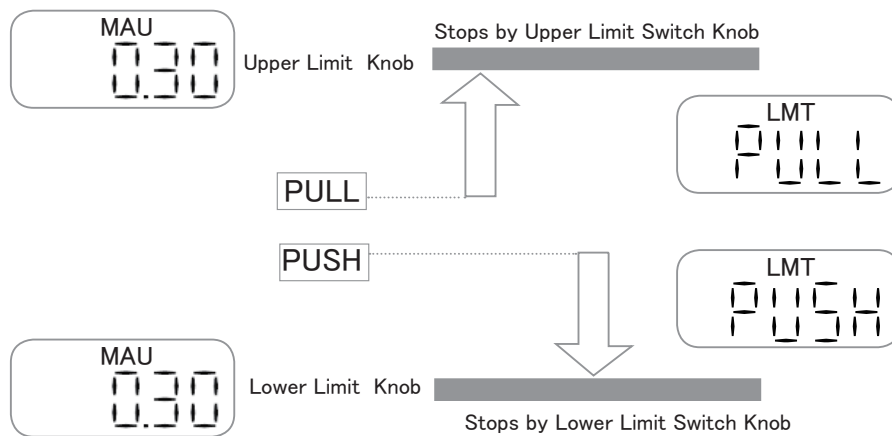 MAU
0.30
Upper Limit Knob
Stops by Upper Limit Switch Knob
LMT
PULL
PULL
PUSH
LMT
PUSH
MAU
0.30
Lower Limit Knob
Stops by Lower Limit Switch Knob